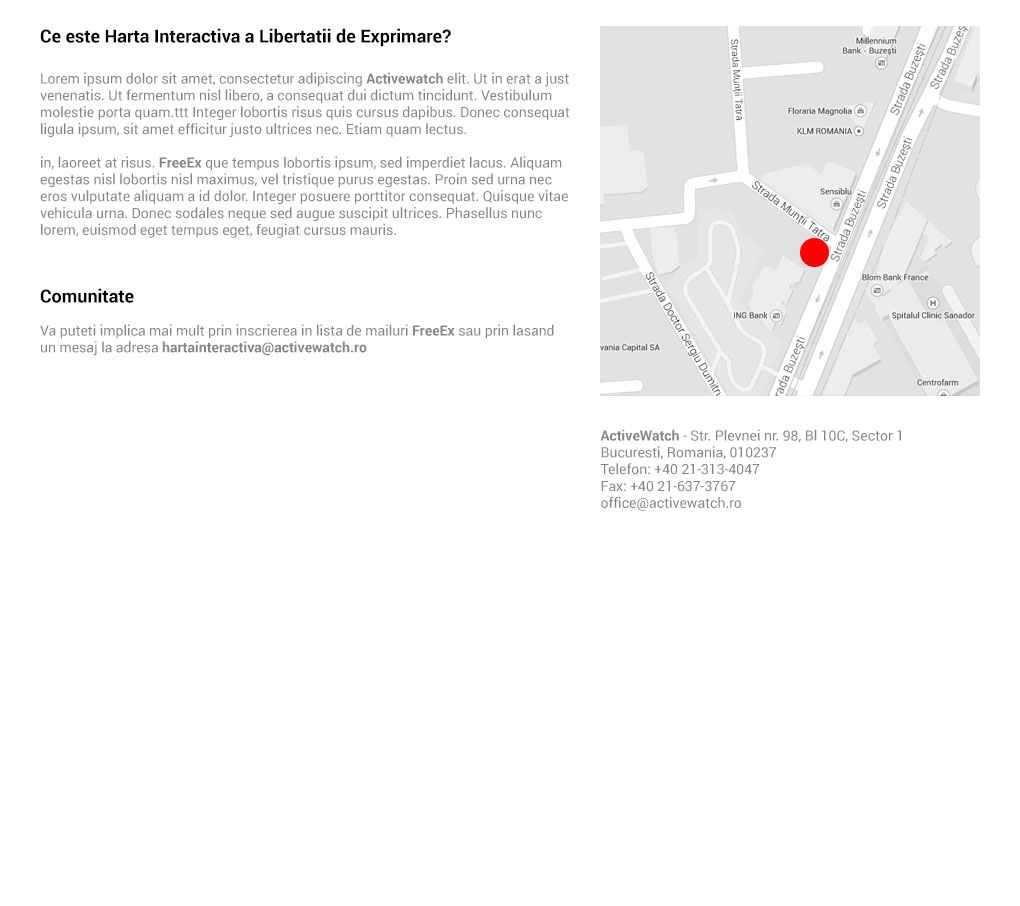 Ce este Harta Interactiva a Libertatii de Exprimare?
Lorem ipsum dolor sit amet, consectetur adipiscing Activewatch elit. Ut in erat a just
venenatis. Ut fermentum nisl libero, a consequat dui dictum tincidunt. Vestibulum
molestie porta quam.ttt Integer lobortis risus quis cursus dapibus. Donec consequat
ligula ipsum, sit amet efficitur justo ultrices nec. Etiam quam lectus.
in, laoreet at risus. FreeEx que tempus lobortis ipsum, sed imperdiet lacus. Aliquam
egestas nisl lobortis nisl maximus, vel tristique purus egestas. Proin sed urna nec
eros vulputate aliquam a id dolor. Integer posuere porttitor consequat. Quisque vitae
vehicula urna. Donec sodales neque sed augue suscipit ultrices. Phasellus nunc
lorem, euismod eget tempus eget, feugiat cursus mauris.
Comunitate
Va puteti implica mai mult prin inscrierea in lista de mailuri FreeEx sau prin lasand
un mesaj la adresa hartainteractiva@activewatch.ro
Strada Munții Tatra
Millennium
Bank - Buzești
Strada Buzești
Strada Buzeș
Floraria Magnolia
KLM ROMANIA
Strada Buzești
Strada Munții Tatra
Sensiblu
Strada Buzești
Blom Bank France
H
Spitalul Clinic Sanador
Strada Doctor Sergiu Dumitru
ING Bank
vania Capital SA
rada Buzești
Centrofarm
ActiveWatch - Str. Plevnei nr. 98, Bl 10C, Sector 1
Bucuresti, Romania, 010237
Telefon: +40 21-313-4047
Fax: +40 21-637-3767
office@activewatch.ro